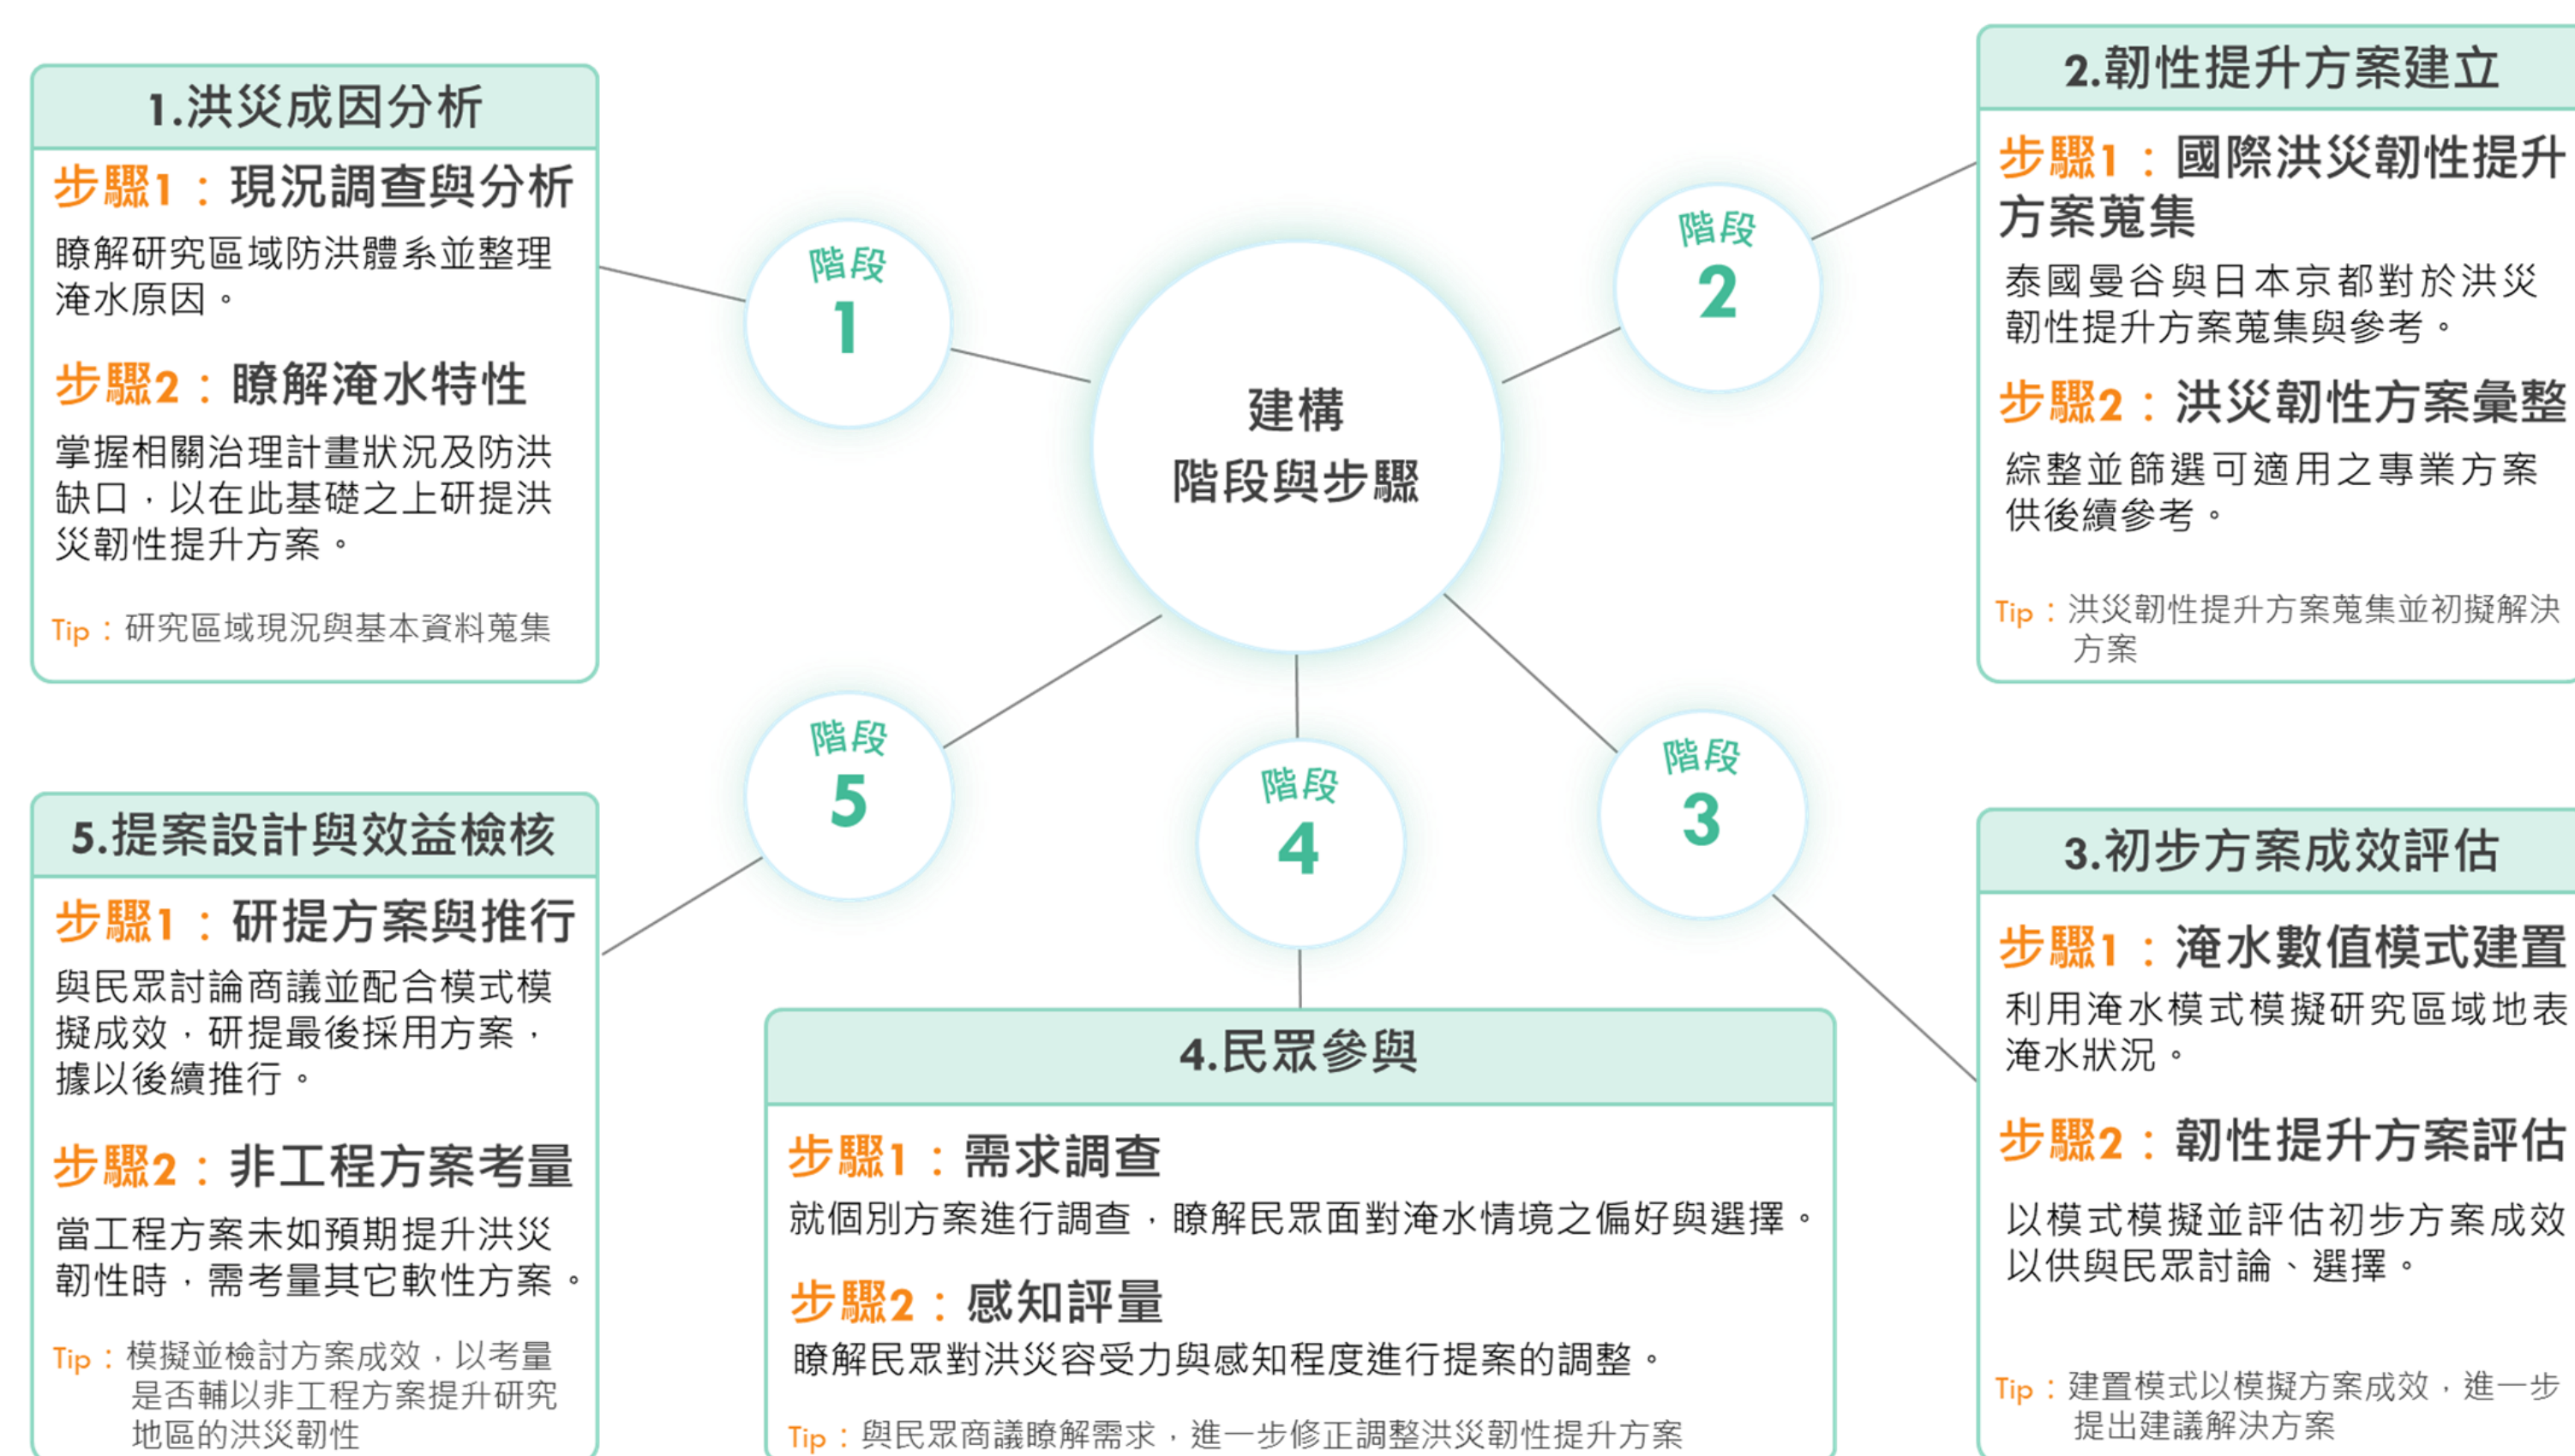 建構
階段與步驟
階段
1
1.洪災成因分析
步驟1：現況調查與分析
瞭解研究區域防洪體系並整理
淹水原因。
步驟2：瞭解淹水特性
掌握相關治理計畫狀況及防洪
缺口，以在此基礎之上研提洪
災韌性提升方案。
Tip：研究區域現況與基本資料蒐集
階段
2
2.韌性提升方案建立
步驟1：國際洪災韌性提升
方案蒐集
泰國曼谷與日本京都對於洪災
韌性提升方案蒐集與參考。
步驟2：洪災韌性方案彙整
綜整並篩選可適用之專業方案
供後續參考。
Tip：洪災韌性提升方案蒐集並初擬解決
方案
階段
3
3.初步方案成效評估
步驟1：淹水數值模式建置
利用淹水模式模擬研究區域地表
淹水狀況。
步驟2：韌性提升方案評估
以模式模擬並評估初步方案成效
以供與民眾討論、選擇。
Tip：建置模式以模擬方案成效，進一步
提出建議解決方案
階段
4
4.民眾參與
步驟1：需求調查
就個別方案進行調查，瞭解民眾面對淹水情境之偏好與選擇。
步驟2：感知評量
瞭解民眾對洪災容受力與感知程度進行提案的調整。
Tip：與民眾商議瞭解需求，進一步修正調整洪災韌性提升方案
階段
5
5.提案設計與效益檢核
步驟1：研提方案與推行
與民眾討論商議並配合模式模
擬成效，研提最後採用方案，
據以後續推行。
步驟2：非工程方案考量
當工程方案未如預期提升洪災
韌性時，需考量其它軟性方案。
Tip：模擬並檢討方案成效，以考量
是否輔以非工程方案提升研究
地區的洪災韌性